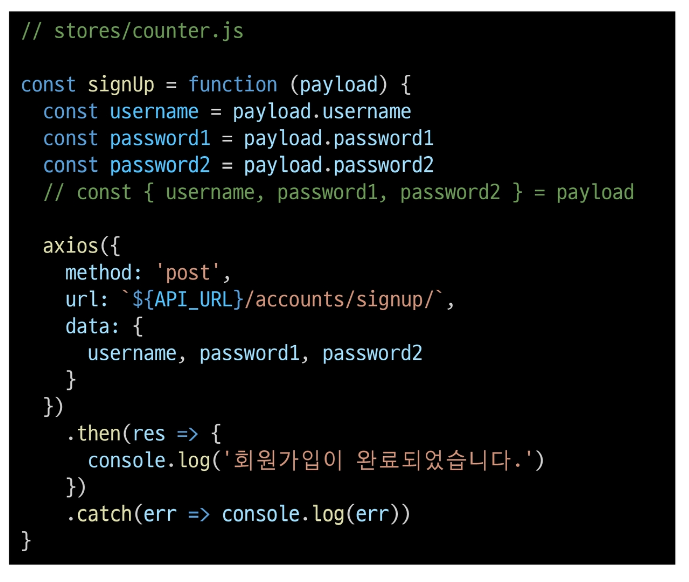 // stores/counter.js
const signUp = function (payload) {
const username = payload.username
const password1 = payload.password1
const password2 = payload.password2
// const { username, password1, password2 } = payload
axios({
method: 'post',
url: `${API_URL}/accounts/signup/`,
data: {
username, password1, password2
}
})
.then(res => {
console.log('회원가입이 완료되었습니다.')
})
.catch(err => console.log(err))
}